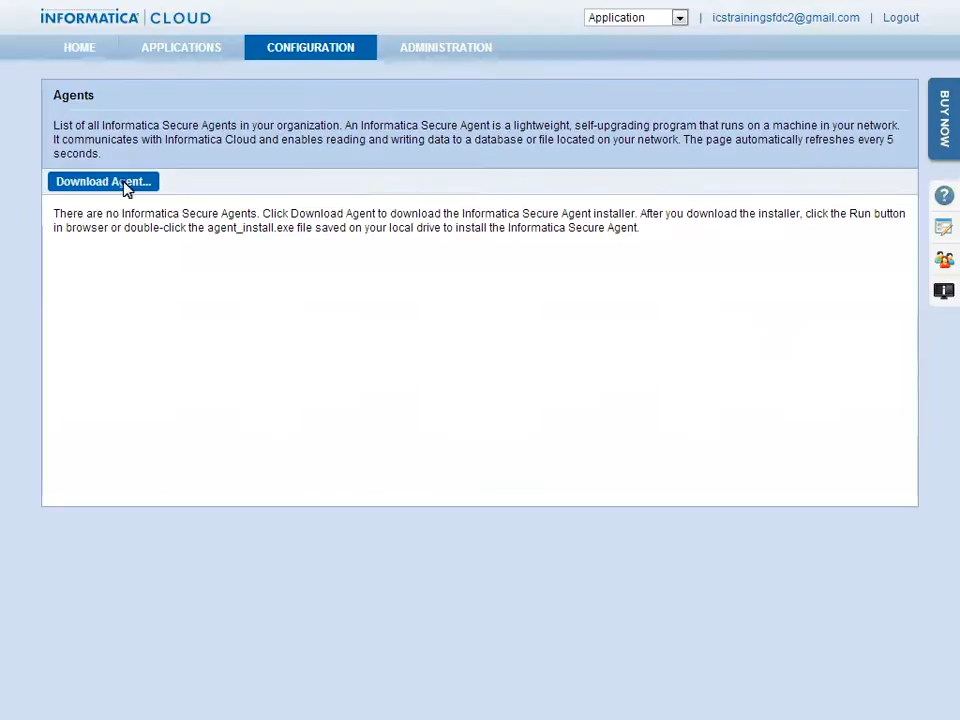 INFORMATICA | CLOUD
Application | icstrainingsfdc2@gmail.com | Logout
HOME APPLICATIONS CONFIGURATION ADMINISTRATION
Agents
List of all Informatica Secure Agents in your organization. An Informatica Secure Agent is a lightweight, self-upgrading program that runs on a machine in your network.
It communicates with Informatica Cloud and enables reading and writing data to a database or file located on your network. The page automatically refreshes every 5
seconds.
BUY NOW
Download Agent...
There are no Informatica Secure Agents. Click Download Agent to download the Informatica Secure Agent installer. After you download the installer, click the Run button
in browser or double-click the agent_install.exe file saved on your local drive to install the Informatica Secure Agent.